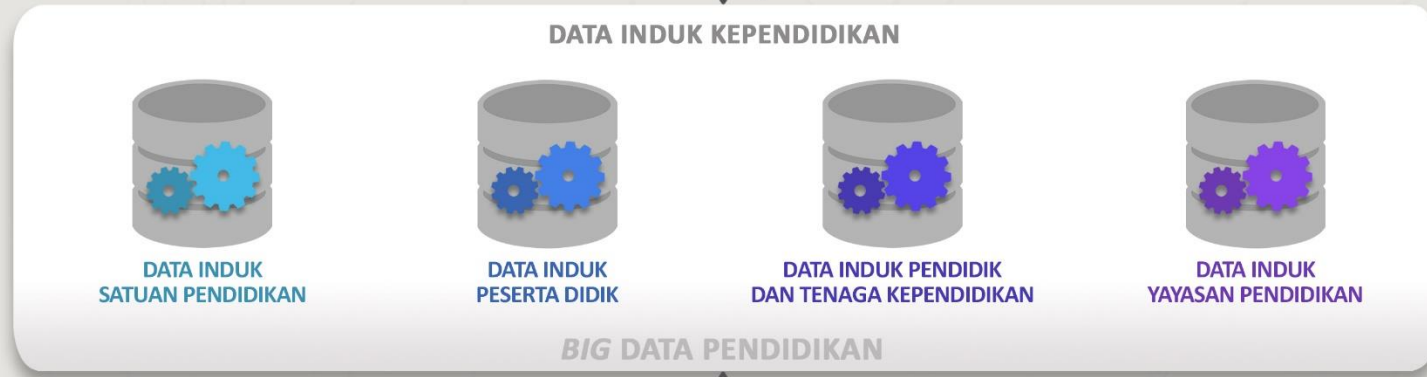 DATA INDUK KEPENDIDIKAN
DATA INDUK
SATUAN PENDIDIKAN
DATA INDUK
PESERTA DIDIK
DATA INDUK PENDIDIK
DAN TENAGA KEPENDIDIKAN
DATA INDUK
YAYASAN PENDIDIKAN
BIG DATA PENDIDIKAN